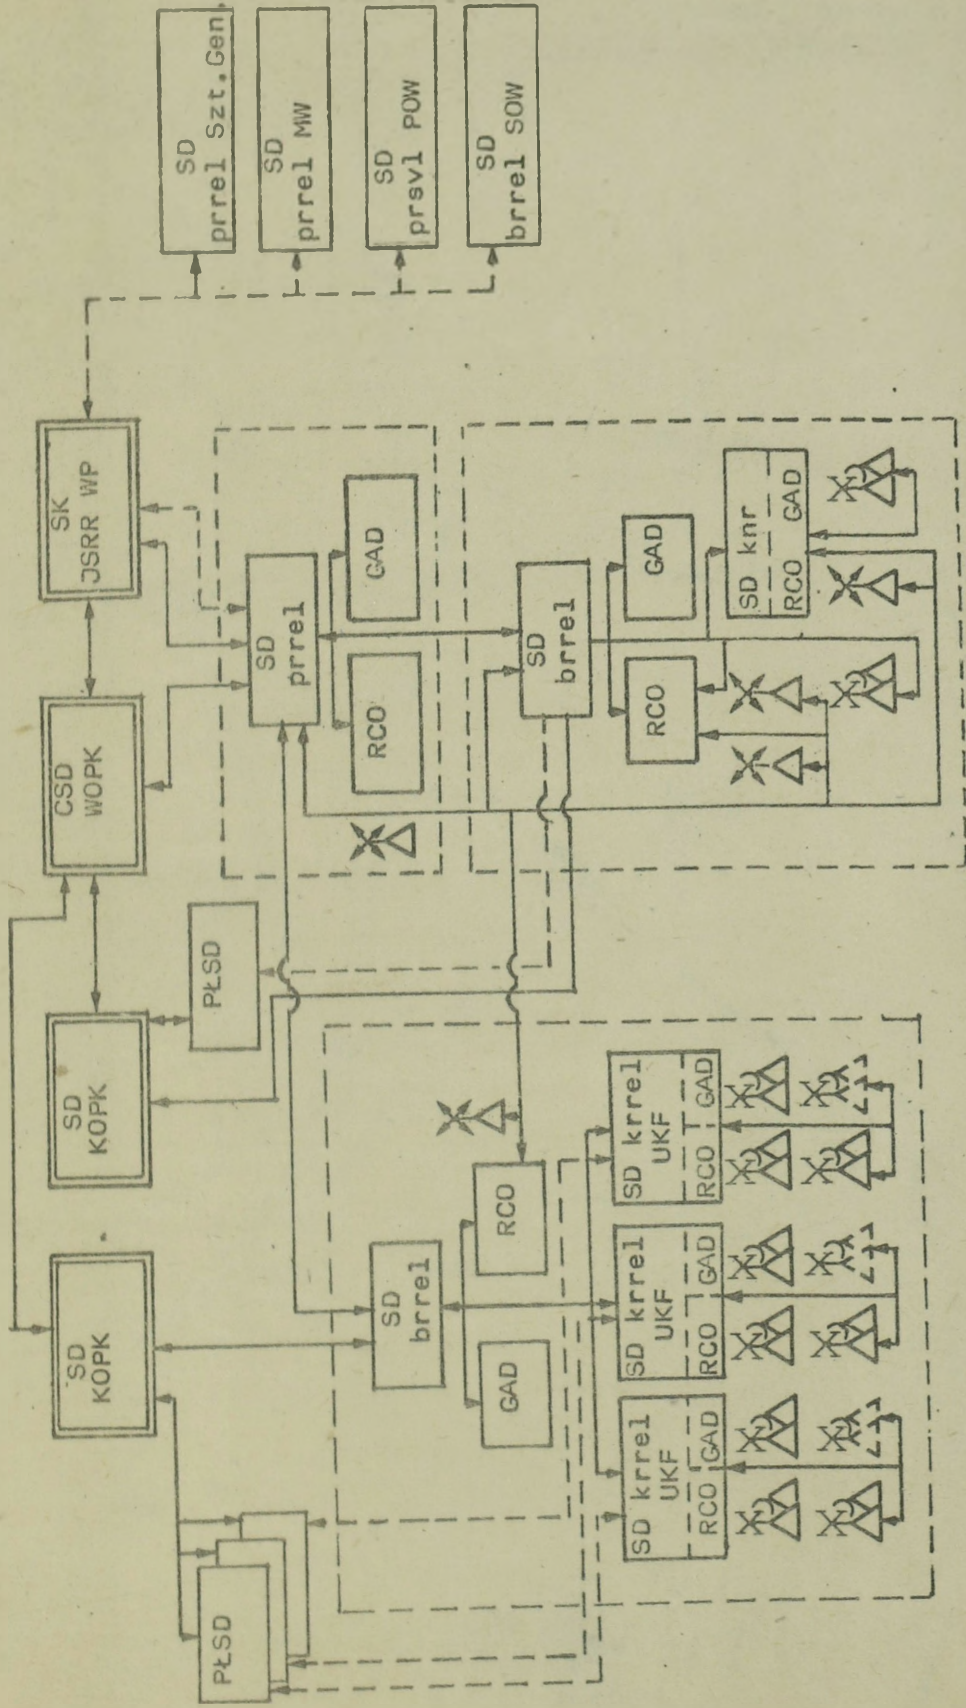 SD
KOPK
SD
KOPK
CSD
WOPK
SK
JSRR WP
SD
prrel Szt.Gen.
SD
prrel MW
SD
prsvl POW
SD
brrel SOW
PŁSD
PŁSD
SD
prrel
RCO
GAD
SD
brrel
GAD
RCO
SD
brrel
RCO
GAD
SD knr
RCO GAD
SD krrel
UKF
RCO GAD
SD krrel
UKF
RCO GAD
SD krrel
UKF
RCO GAD